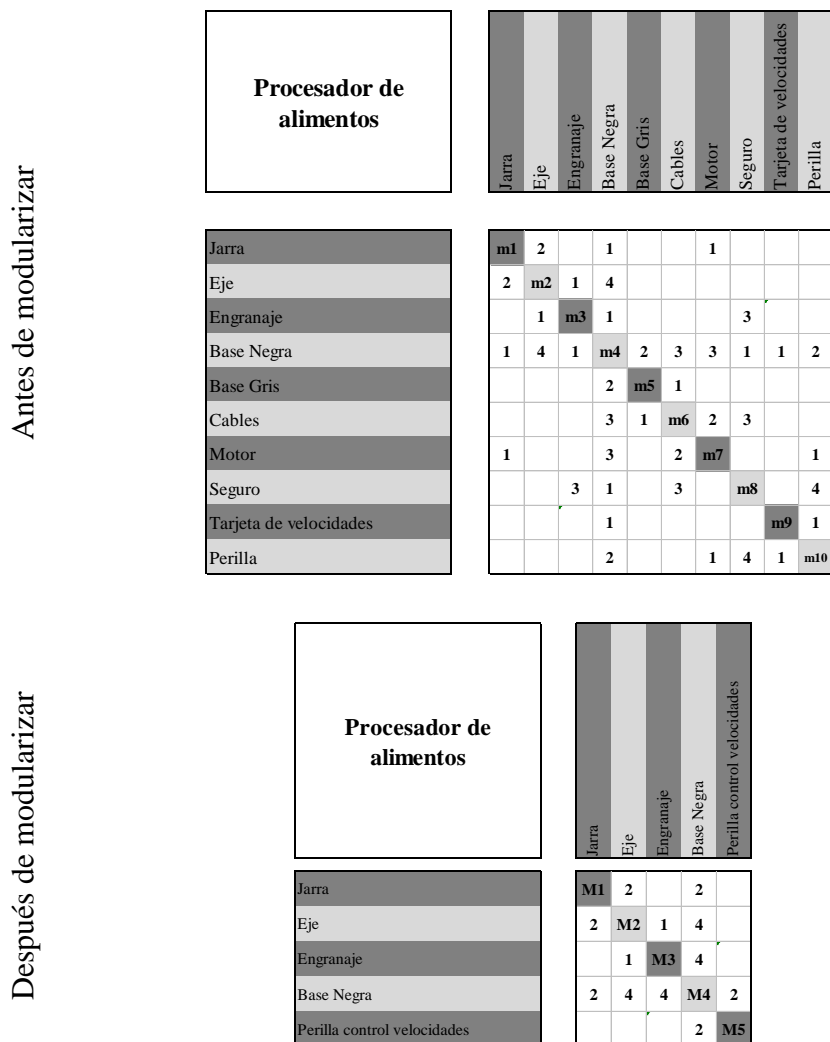 Antes de modularizar
Procesador de
alimentos
Jarra
Eje
Engranaje
Base Negra
Base Gris
Cables
Motor
Seguro
Tarjeta de velocidades
Perilla
Jarra m1 2 1 1
Eje 2 m2 1 4
Engranaje 1 m3 1 3
Base Negra 1 4 1 m4 2 3 3 1 1 2
Base Gris 2 m5 1
Cables 3 1 m6 2 3
Motor 1 3 2 m7 1
Seguro 3 1 3 m8 4
Tarjeta de velocidades 1 m9 1
Perilla 2 1 4 1 m10
Después de modularizar
Procesador de
alimentos
Jarra
Eje
Engranaje
Base Negra
Perilla control velocidades
Jarra M1 2 2
Eje 2 M2 1 4
Engranaje 1 M3 4
Base Negra 2 4 4 M4 2
Perilla control velocidades 2 M5